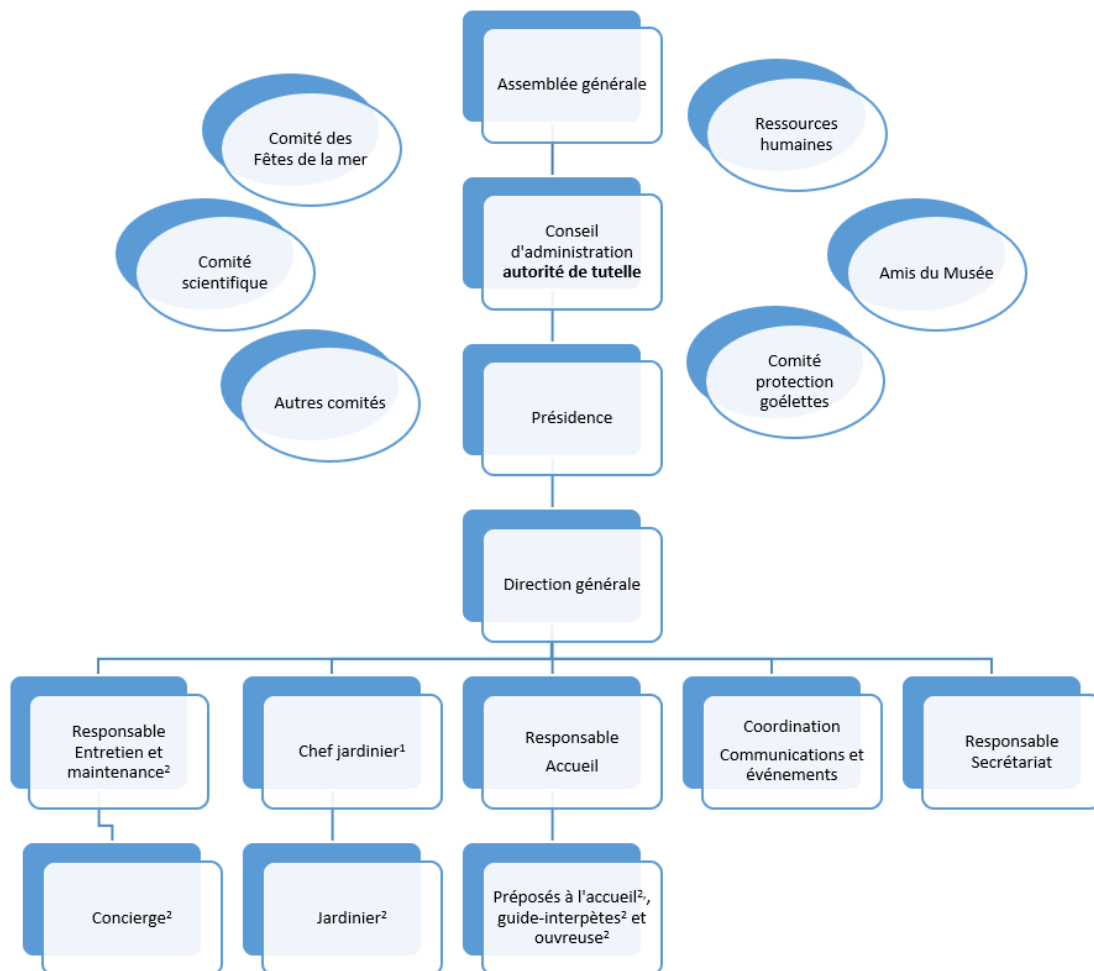 Assemblée générale
Comité des
Fêtes de la mer
Ressources
humaines
Comité
scientifique
Conseil
d'administration
autorité de tutelle
Amis du Musée
Autres comités
Présidence
Comité
protection
goélettes
Direction générale
Responsable
Entretien et
maintenance²
Chef jardinier¹
Responsable
Accueil
Coordination
Communications et
événements
Responsable
Secrétariat
Concierge²
Jardinier²
Préposés à l'accueil²,,
guide-interpètes² et
ouvreuse²